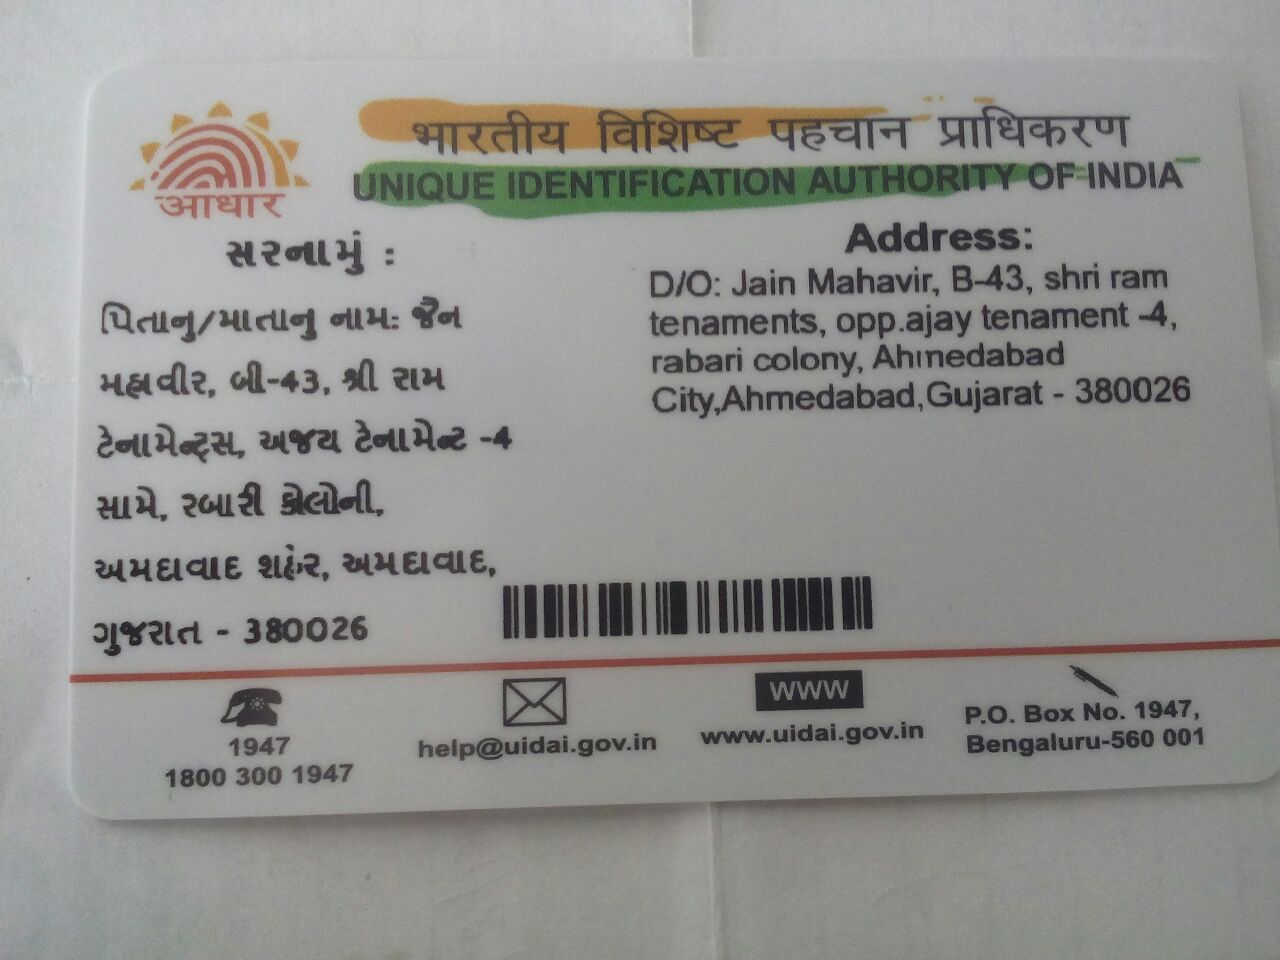 भारतीय विशिष्ट पहचान प्राधिकरण
UNIQUE IDENTIFICATION AUTHORITY OF INDIA
आधार
સરનામું :
પિતાનુ/માતાનુ નામ: જૈન
મહાવીર, બી-43, શ્રી રામ
ટેનામેન્ટ્સ, અજય ટેનામેન્ટ -4
સામે, રબારી કોલોની,
અમદાવાદ શહેર, અમદાવાદ,
ગુજરાત - 380026
Address:
D/O: Jain Mahavir, B-43, shri ram
tenaments, opp.ajay tenament -4,
rabari colony, Ahmedabad
City,Ahmedabad,Gujarat - 380026
1947
1800 300 1947
help@uidai.gov.in
WWW
www.uidai.gov.in
P.O. Box No. 1947,
Bengaluru-560 001